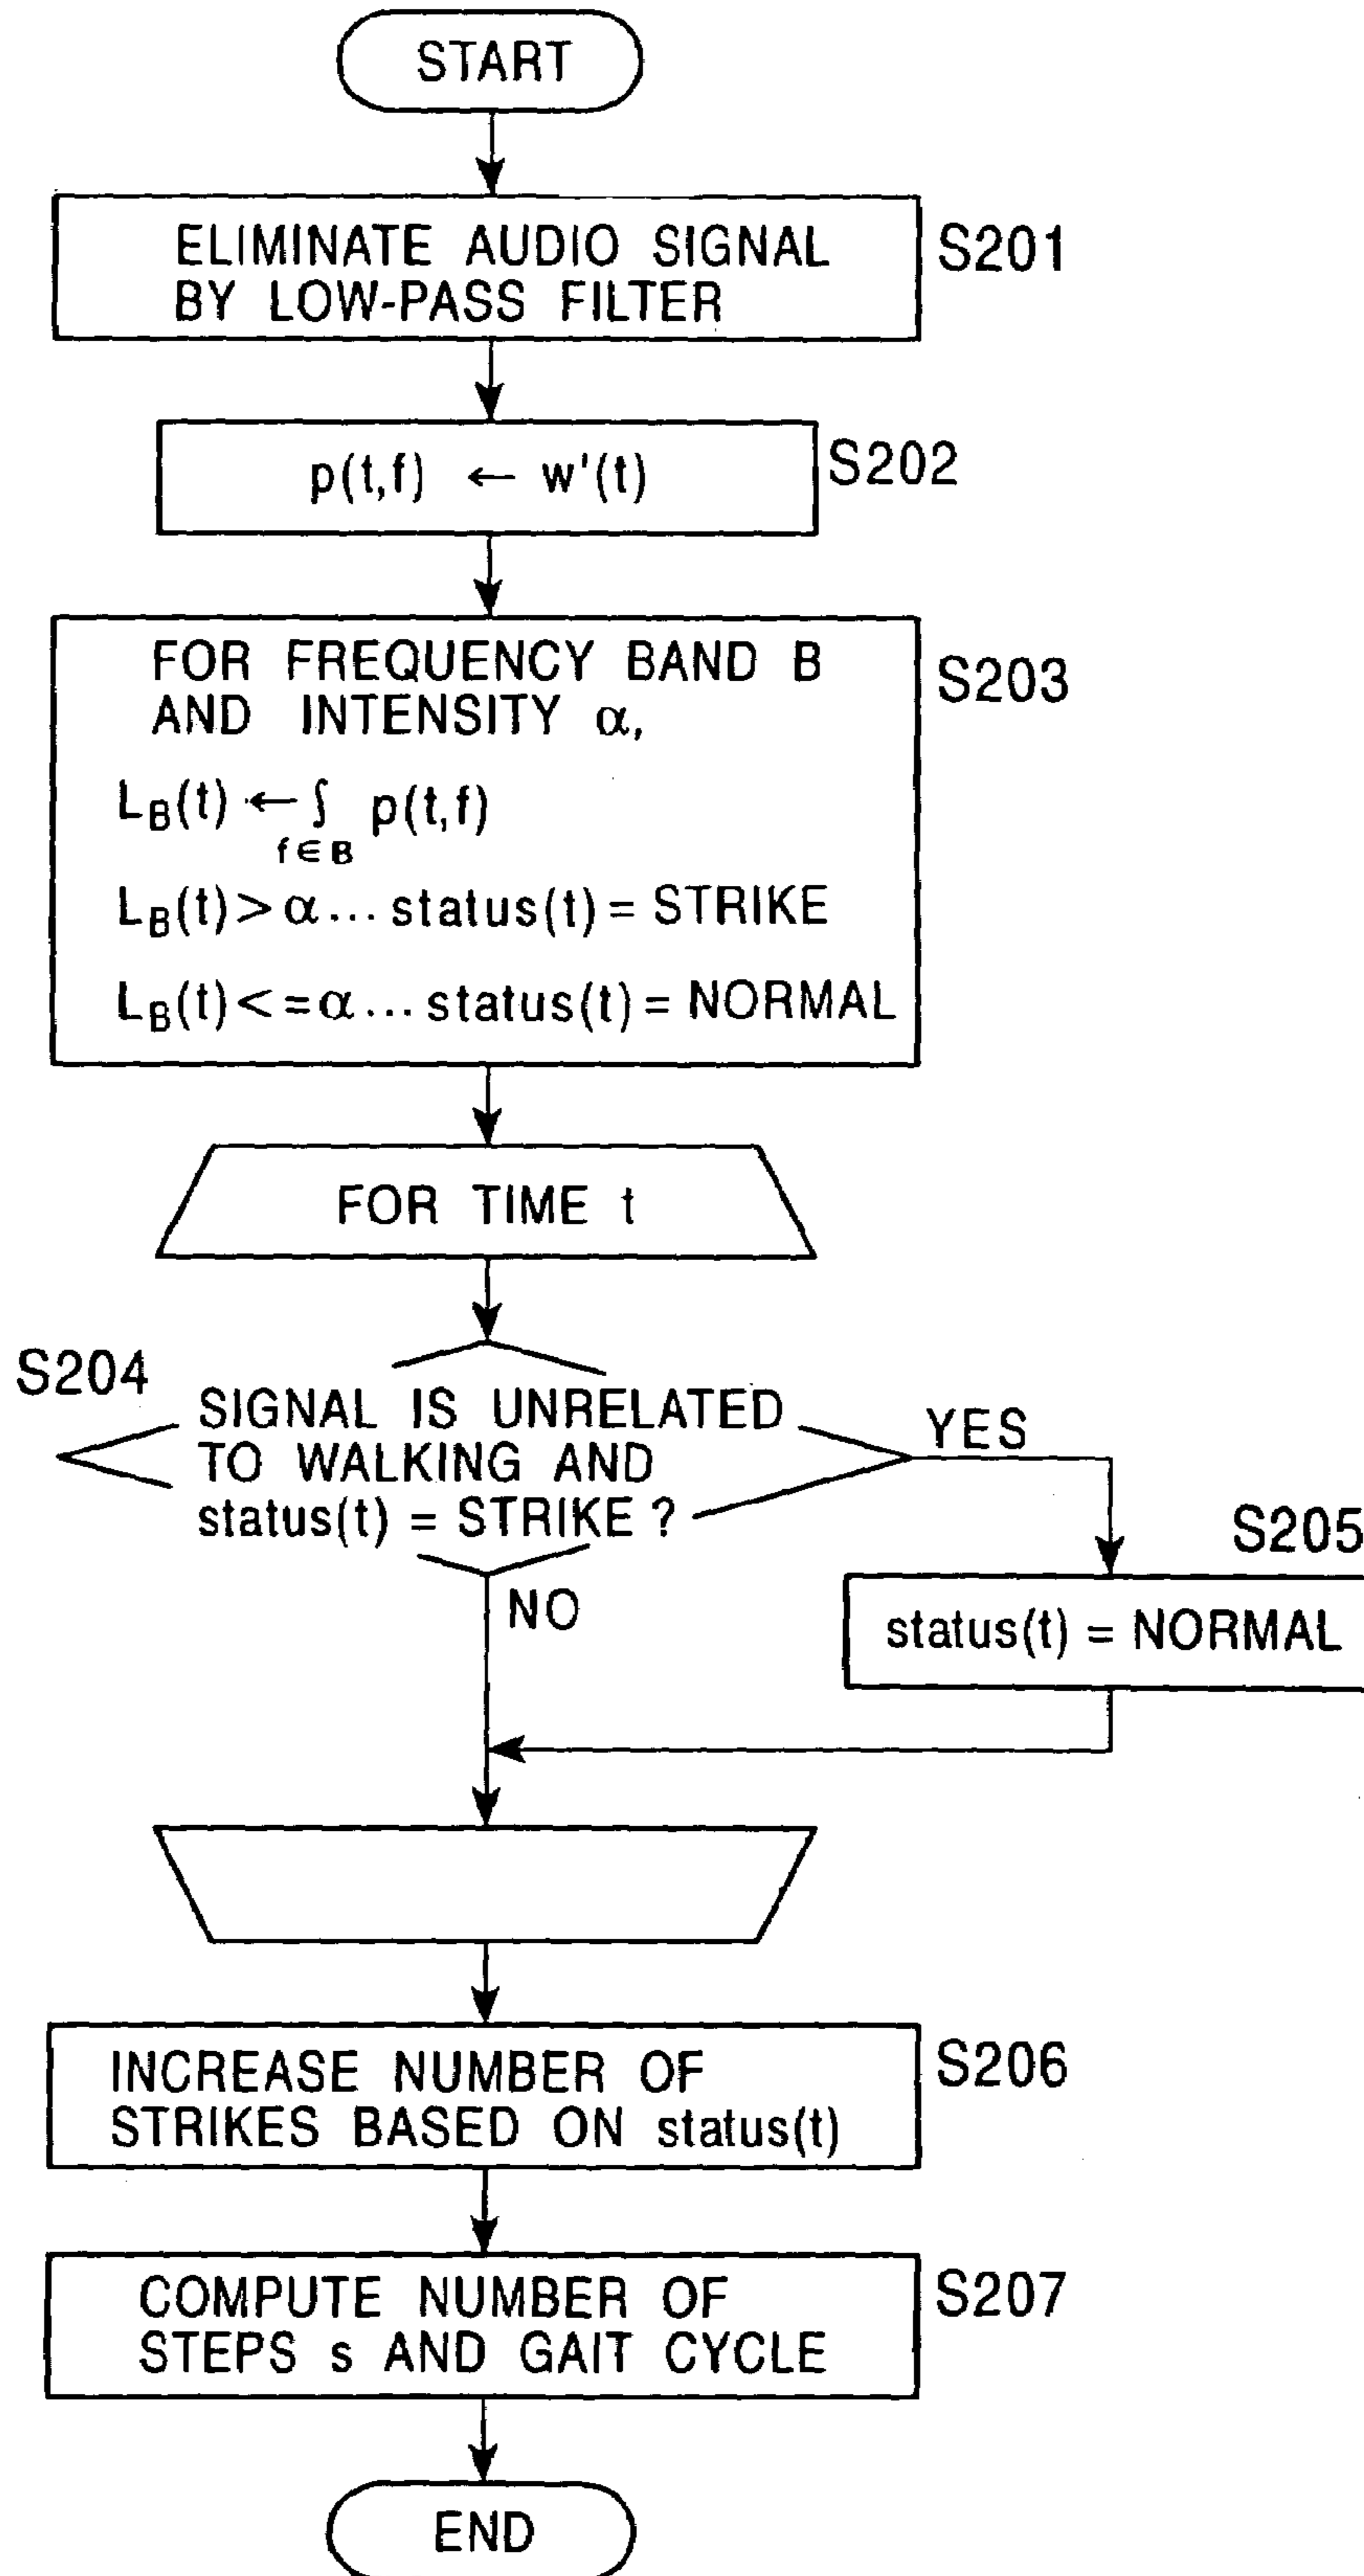 START
ELIMINATE AUDIO SIGNAL
BY LOW-PASS FILTER
S201
p(t,f) ← w'(t)
S202
FOR FREQUENCY BAND B
AND INTENSITY α,
S203
L_B(t) ← ∫ p(t,f)
f∈B
L_B(t) > α ... status(t) = STRIKE
L_B(t) < = α ... status(t) = NORMAL
FOR TIME t
S204
SIGNAL IS UNRELATED
TO WALKING AND
status(t) = STRIKE ?
YES
S205
NO
status(t) = NORMAL
INCREASE NUMBER OF
STRIKES BASED ON status(t)
S206
COMPUTE NUMBER OF
STEPS s AND GAIT CYCLE
S207
END